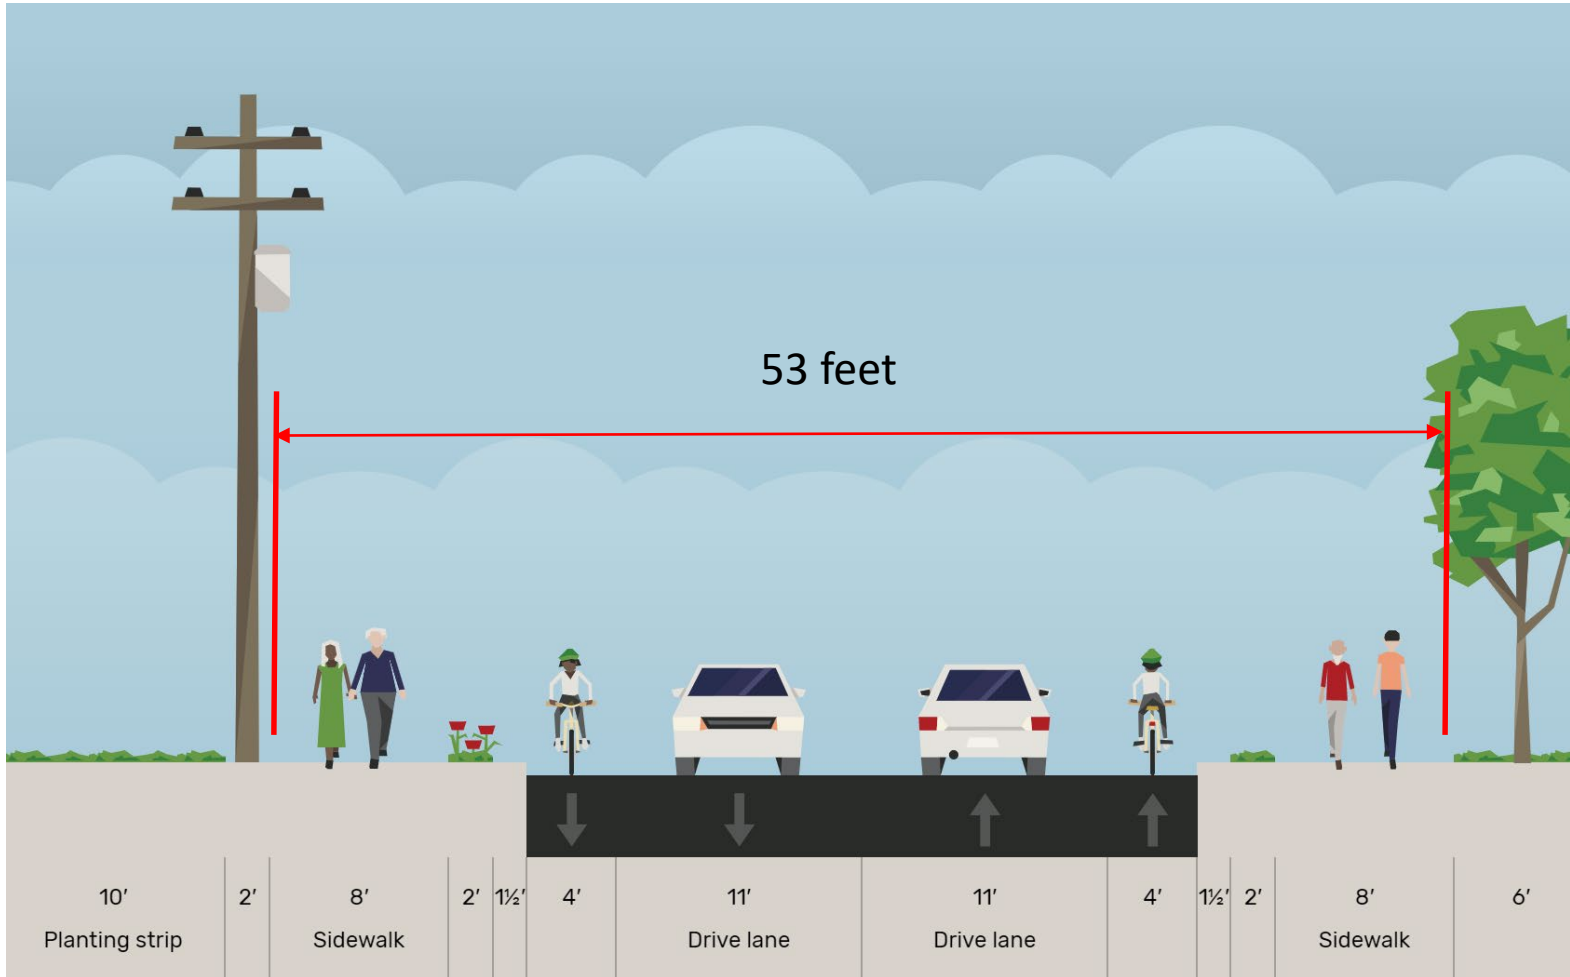 53 feet
10′ 2′ 8′ 2′ 1½′ 4′ 11′ 11′ 4′ 1½′ 2′ 8′ 6′
Planting strip Sidewalk Drive lane Drive lane Sidewalk